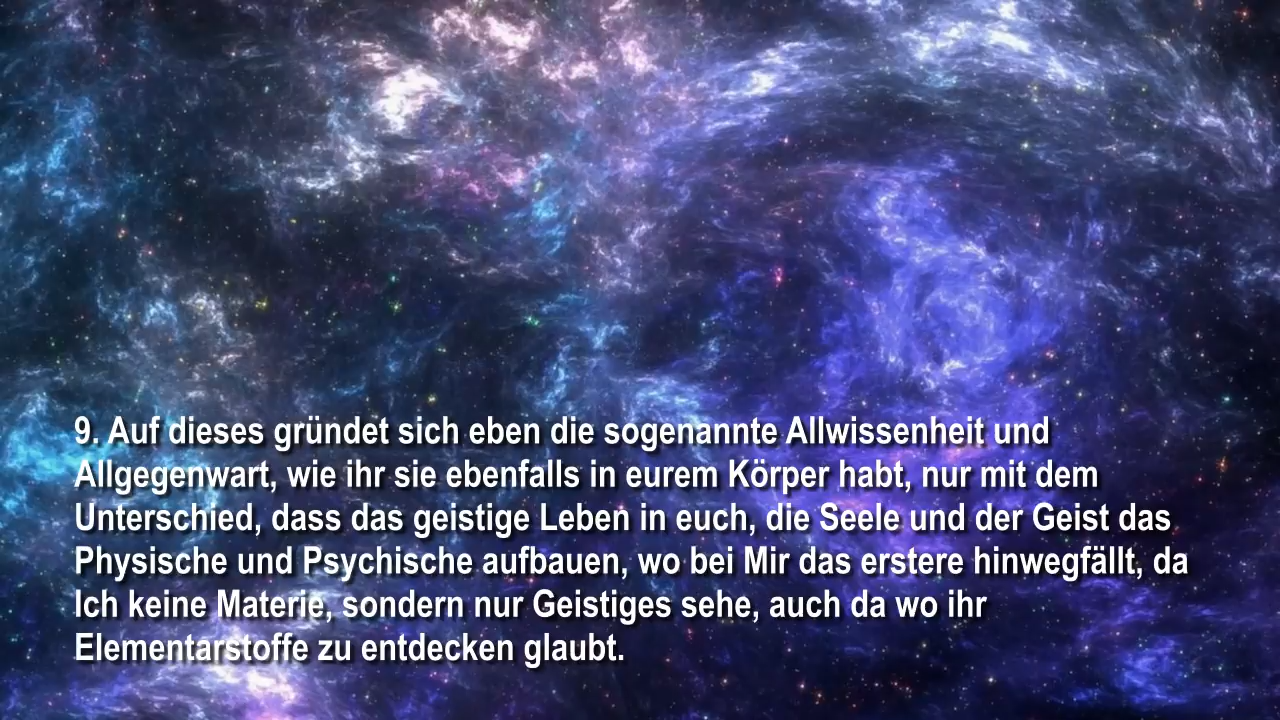 9. Auf dieses gründet sich eben die sogenannte Allwissenheit und
Allgegenwart, wie ihr sie ebenfalls in eurem Körper habt, nur mit dem
Unterschied, dass das geistige Leben in euch, die Seele und der Geist das
Physische und Psychische aufbauen, wo bei Mir das erstere hinwegfällt, da
Ich keine Materie, sondern nur Geistiges sehe, auch da wo ihr
Elementarstoffe zu entdecken glaubt.